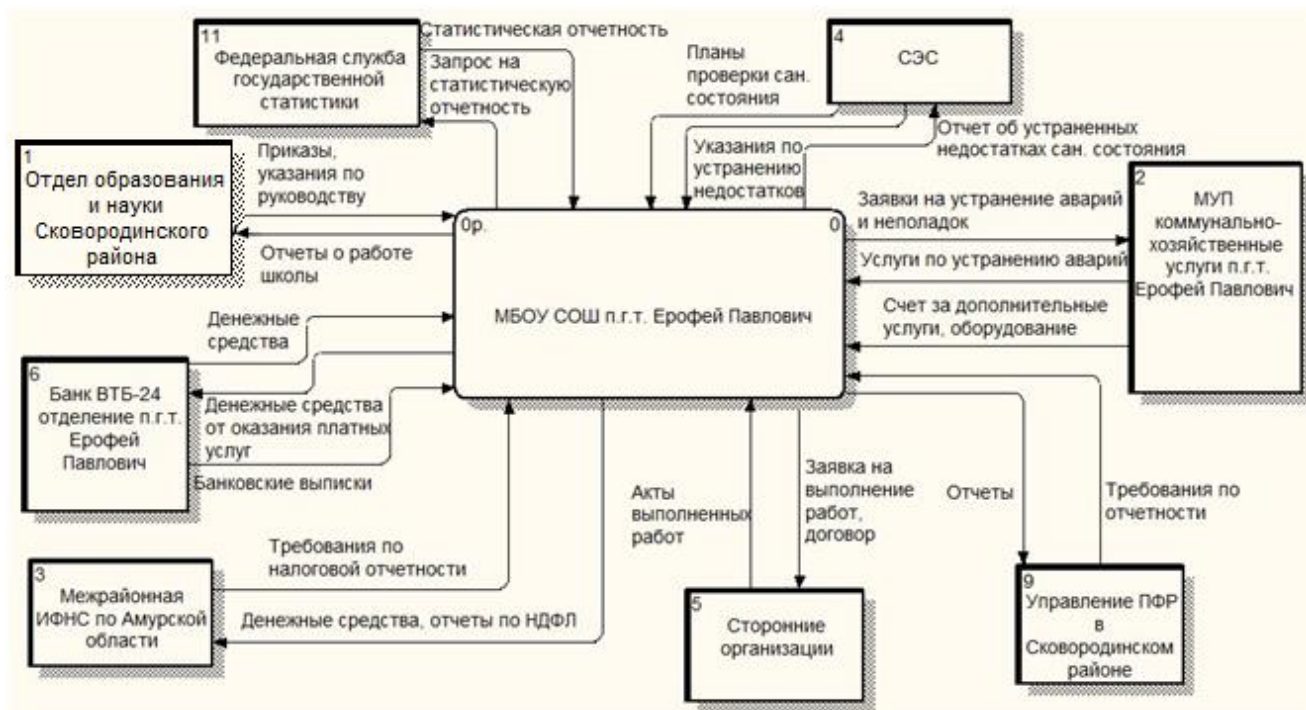 11
Федеральная служба
государственной
статистики
Статистическая отчетность
Запрос на
статистическую
отчетность
Планы
проверки сан.
состояния
4
СЭС
Указания по
устранению
недостатков
Отчет об устраненных
недостатках сан. состояния
1
Отдел образования
и науки
Сковородинского
района
Приказы,
указания по
руководству
Отчеты о работе
школы
0р.
0
МБОУ СОШ п.г.т. Ерофей Павлович
Заявки на устранение аварий
и неполадок
Услуги по устранению аварий
Счет за дополнительные
услуги, оборудование
2
МУП
коммунально-
хозяйственные
услуги п.г.т.
Ерофей Павлович
Денежные
средства
6
Банк ВТБ-24
отделение п.г.т.
Ерофей
Павлович
Денежные средства
от оказания платных
услуг
Банковские выписки
Требования по
налоговой отчетности
3
Межрайонная
ИФНС по Амурской
области
Денежные средства, отчеты по НДФЛ
Акты
выполненных
работ
Заявка на
выполнение
работ,
договор
5
Сторонние
организации
Отчеты
Требования по
отчетности
9
Управление ПФР
в
Сковородинском
районе